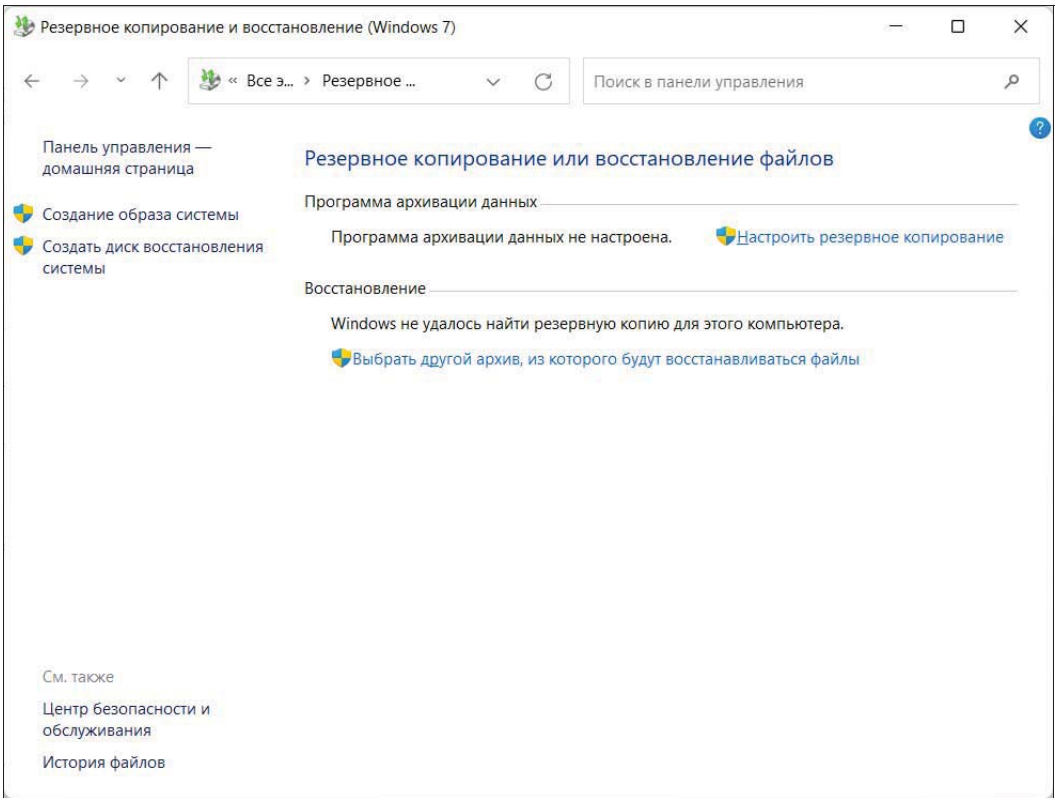 Резервное копирование и восстановление (Windows 7)
« Все э... › Резервное ...
Поиск в панели управления
?
Панель управления —
домашняя страница
Создание образа системы
Создать диск восстановления
системы
Резервное копирование или восстановление файлов
Программа архивации данных
Программа архивации данных не настроена.
Настроить резервное копирование
Восстановление
Windows не удалось найти резервную копию для этого компьютера.
Выбрать другой архив, из которого будут восстанавливаться файлы
См. также
Центр безопасности и
обслуживания
История файлов